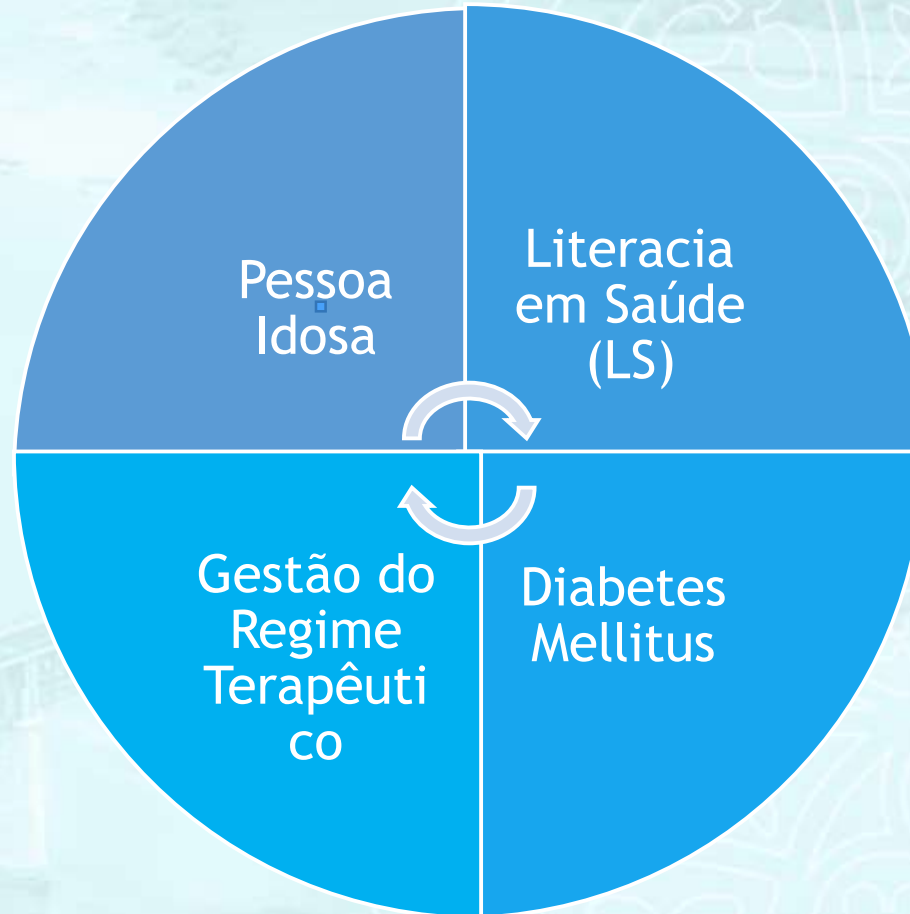 Pessoa
Idosa
Literacia
em Saúde
(LS)
Gestão do
Regime
Terapêuti
co
Diabetes
Mellitus